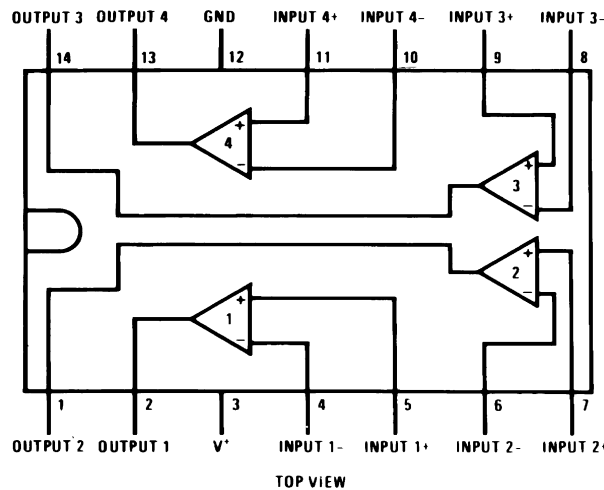 OUTPUT 3 OUTPUT 4 GND INPUT 4+ INPUT 4- INPUT 3+ INPUT 3-
14 13 12 11 10 9 8
+
4
−
+
3
−
+
2
−
+
1
−
1 2 3 4 5 6 7
OUTPUT 2 OUTPUT 1 V+ INPUT 1- INPUT 1+ INPUT 2- INPUT 2+
TOP VIEW